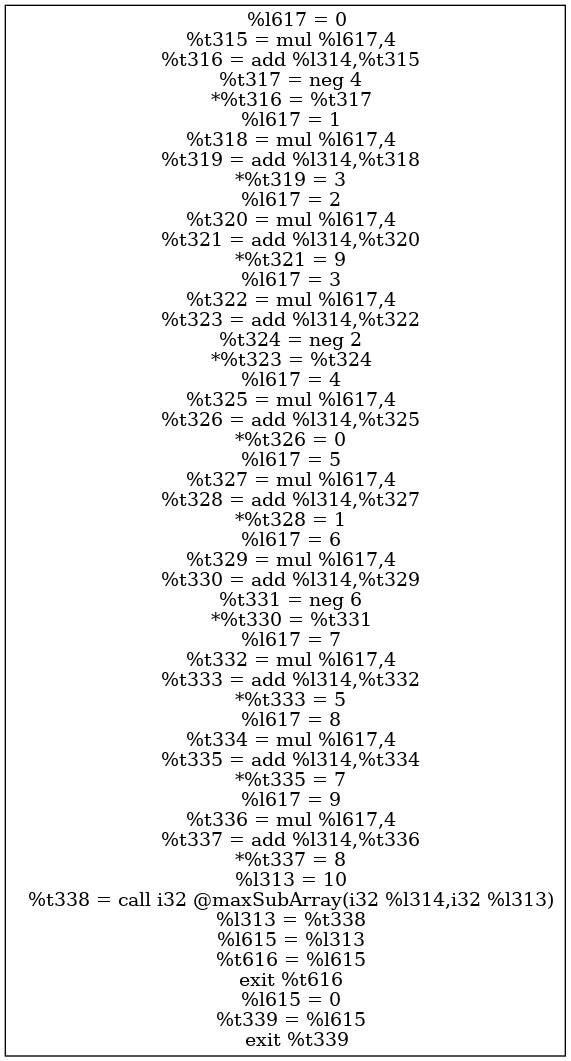 %l617 = 0
%t315 = mul %l617,4
%t316 = add %l314,%t315
%t317 = neg 4
*%t316 = %t317
%l617 = 1
%t318 = mul %l617,4
%t319 = add %l314,%t318
*%t319 = 3
%l617 = 2
%t320 = mul %l617,4
%t321 = add %l314,%t320
*%t321 = 9
%l617 = 3
%t322 = mul %l617,4
%t323 = add %l314,%t322
%t324 = neg 2
*%t323 = %t324
%l617 = 4
%t325 = mul %l617,4
%t326 = add %l314,%t325
*%t326 = 0
%l617 = 5
%t327 = mul %l617,4
%t328 = add %l314,%t327
*%t328 = 1
%l617 = 6
%t329 = mul %l617,4
%t330 = add %l314,%t329
%t331 = neg 6
*%t330 = %t331
%l617 = 7
%t332 = mul %l617,4
%t333 = add %l314,%t332
*%t333 = 5
%l617 = 8
%t334 = mul %l617,4
%t335 = add %l314,%t334
*%t335 = 7
%l617 = 9
%t336 = mul %l617,4
%t337 = add %l314,%t336
*%t337 = 8
%l313 = 10
%t338 = call i32 @maxSubArray(i32 %l314,i32 %l313)
%l313 = %t338
%l615 = %l313
%t616 = %l615
exit %t616
%l615 = 0
%t339 = %l615
exit %t339